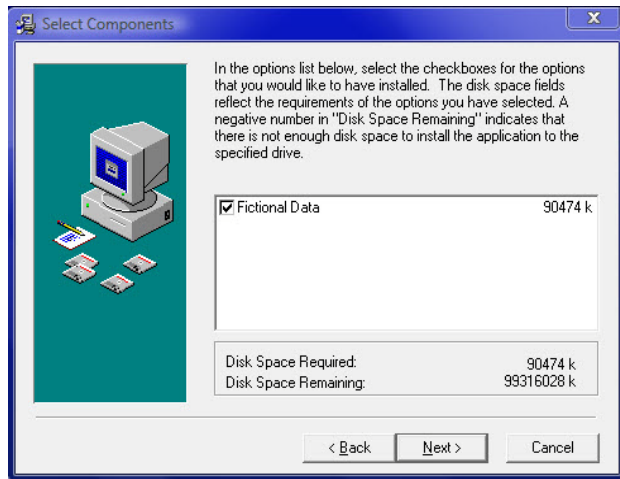 Select Components
X
In the options list below, select the checkboxes for the options
that you would like to have installed. The disk space fields
reflect the requirements of the options you have selected. A
negative number in "Disk Space Remaining" indicates that
there is not enough disk space to install the application to the
specified drive.
Fictional Data 90474 k
Disk Space Required: 90474 k
Disk Space Remaining: 99316028 k
< Back Next > Cancel